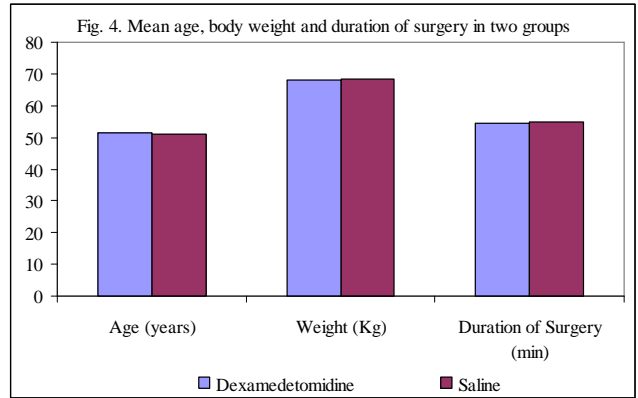 Fig. 4. Mean age, body weight and duration of surgery in two groups
80
70
60
50
40
30
20
10
0
Age (years) Weight (Kg) Duration of Surgery
(min)
Dexamedetomidine Saline